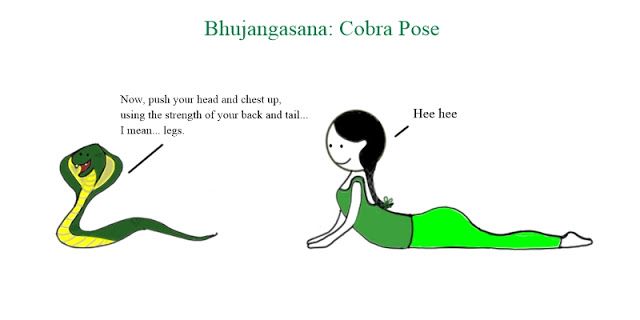 Bhujangasana: Cobra Pose
Now, push your head and chest up,
using the strength of your back and tail...
I mean... legs.
Hee hee